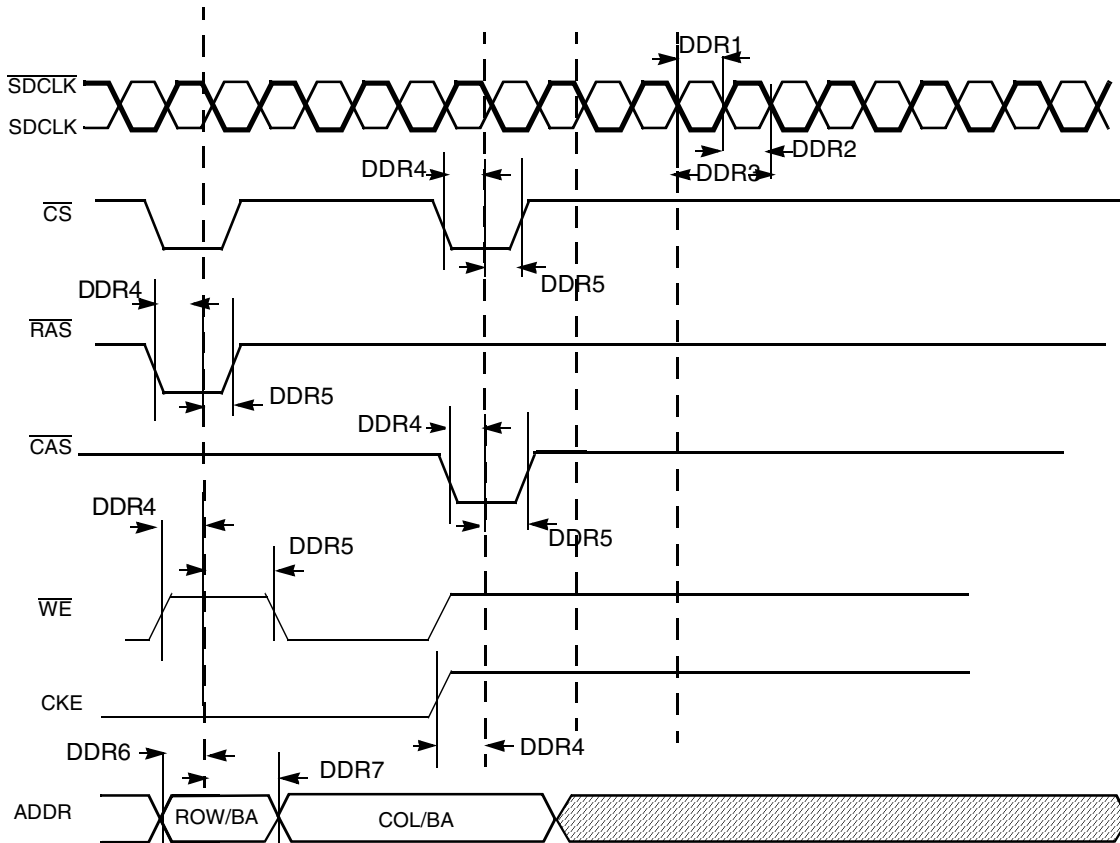 DDR1
SDCLK
SDCLK
DDR2
DDR3
DDR4
CS
DDR5
DDR4
RAS
DDR5
DDR4
CAS
DDR4
DDR5
DDR5
WE
CKE
DDR6
DDR4
DDR7
ADDR
ROW/BA
COL/BA